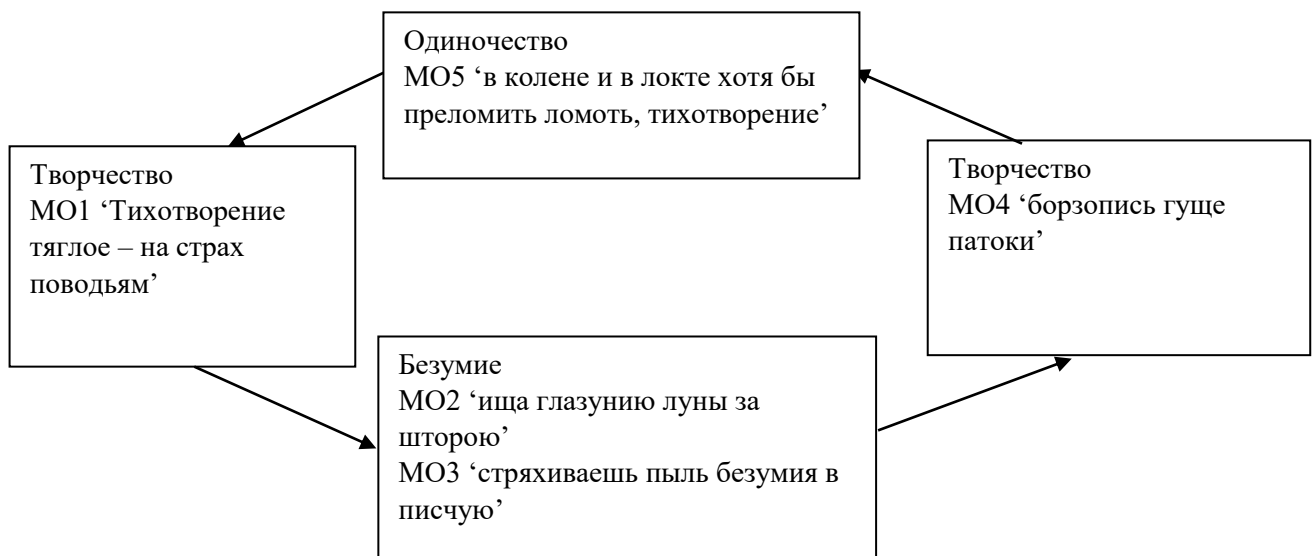 Одиночество
МО5 ‘в колене и в локте хотя бы
преломить ломоть, тихотворение’
Творчество
МО1 ‘Тихотворение
тяглое – на страх
поводьям’
Творчество
МО4 ‘борзопись гуще
патоки’
Безумие
МО2 ‘ища глазунию луны за
шторою’
МО3 ‘стряхиваешь пыль безумия в
писчую’